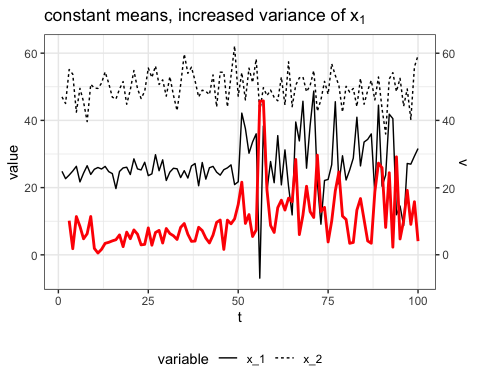 constant means, increased variance of x₁
60
40
20
0
value
60
40
20
0
v
0
25
50
75
100
t
variable x_1 x_2